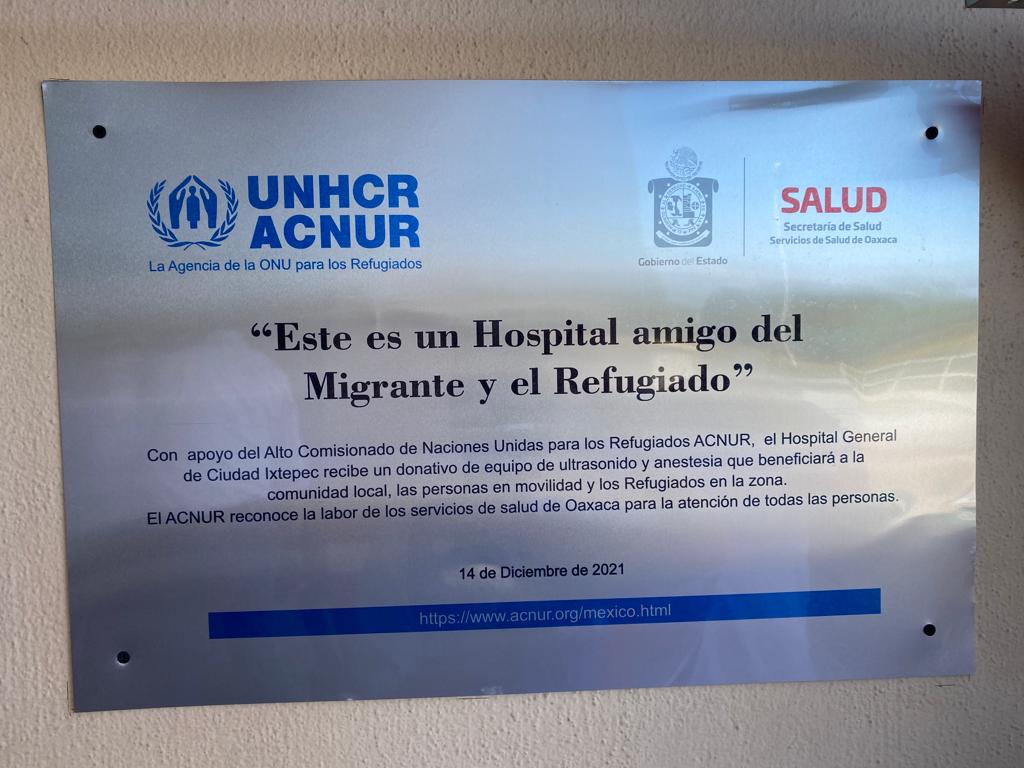 UNHCR
ACNUR
La Agencia de la ONU para los Refugiados
Gobierno del Estado
SALUD
Secretaría de Salud
Servicios de Salud de Oaxaca
“Este es un Hospital amigo del
Migrante y el Refugiado”
Con apoyo del Alto Comisionado de Naciones Unidas para los Refugiados ACNUR, el Hospital General
de Ciudad Ixtepec recibe un donativo de equipo de ultrasonido y anestesia que beneficiará a la
comunidad local, las personas en movilidad y los Refugiados en la zona.
El ACNUR reconoce la labor de los servicios de salud de Oaxaca para la atención de todas las personas.
14 de Diciembre de 2021
https://www.acnur.org/mexico.html